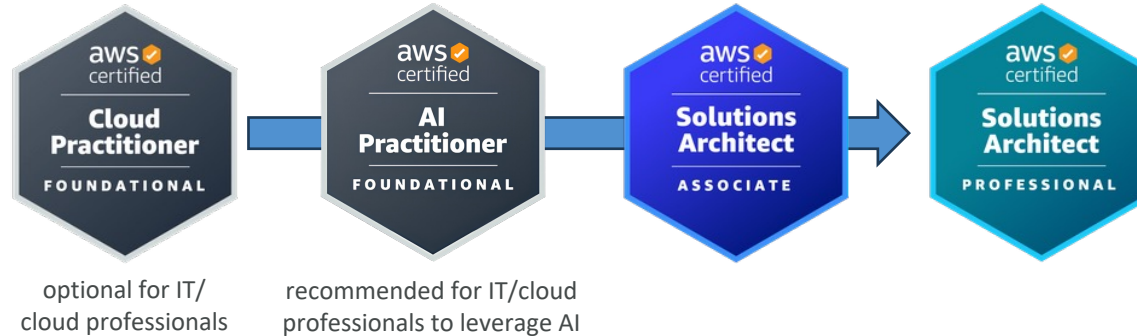 aws
certified
Cloud
Practitioner
FOUNDATIONAL
optional for IT/
cloud professionals
aws
certified
AI
Practitioner
FOUNDATIONAL
recommended for IT/cloud
professionals to leverage AI
aws
certified
Solutions
Architect
ASSOCIATE
aws
certified
Solutions
Architect
PROFESSIONAL